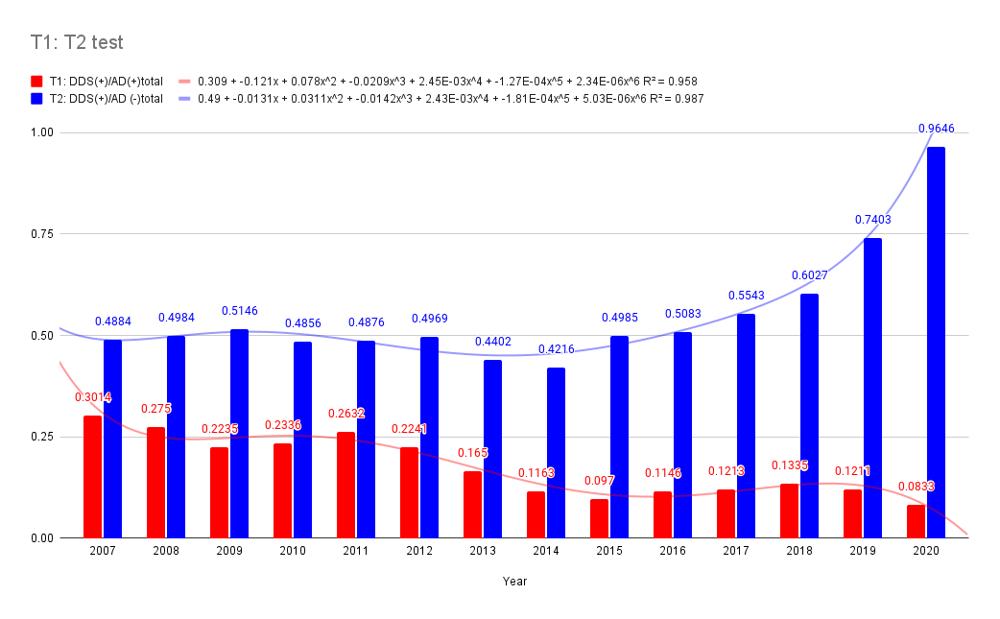 T1: T2 test
T1: DDS(+)/AD(+)total 0.309 + -0.121x + 0.078x^2 + -0.0209x^3 + 2.45E-03x^4 + -1.27E-04x^5 + 2.34E-06x^6 R² = 0.958
T2: DDS(+)/AD (-)total 0.49 + -0.0131x + 0.0311x^2 + -0.0142x^3 + 2.43E-03x^4 + -1.81E-04x^5 + 5.03E-06x^6 R² = 0.987
1.00
0.75
0.50
0.25
0.00
0.4884 0.4984 0.5146 0.4856 0.4876 0.4969 0.4402 0.4216 0.4985 0.5083 0.5543 0.6027 0.7403 0.9646
0.3014 0.275 0.2235 0.2336 0.2632 0.2241 0.165 0.1163 0.097 0.1146 0.1213 0.1335 0.1211 0.0833
2007 2008 2009 2010 2011 2012 2013 2014 2015 2016 2017 2018 2019 2020
Year